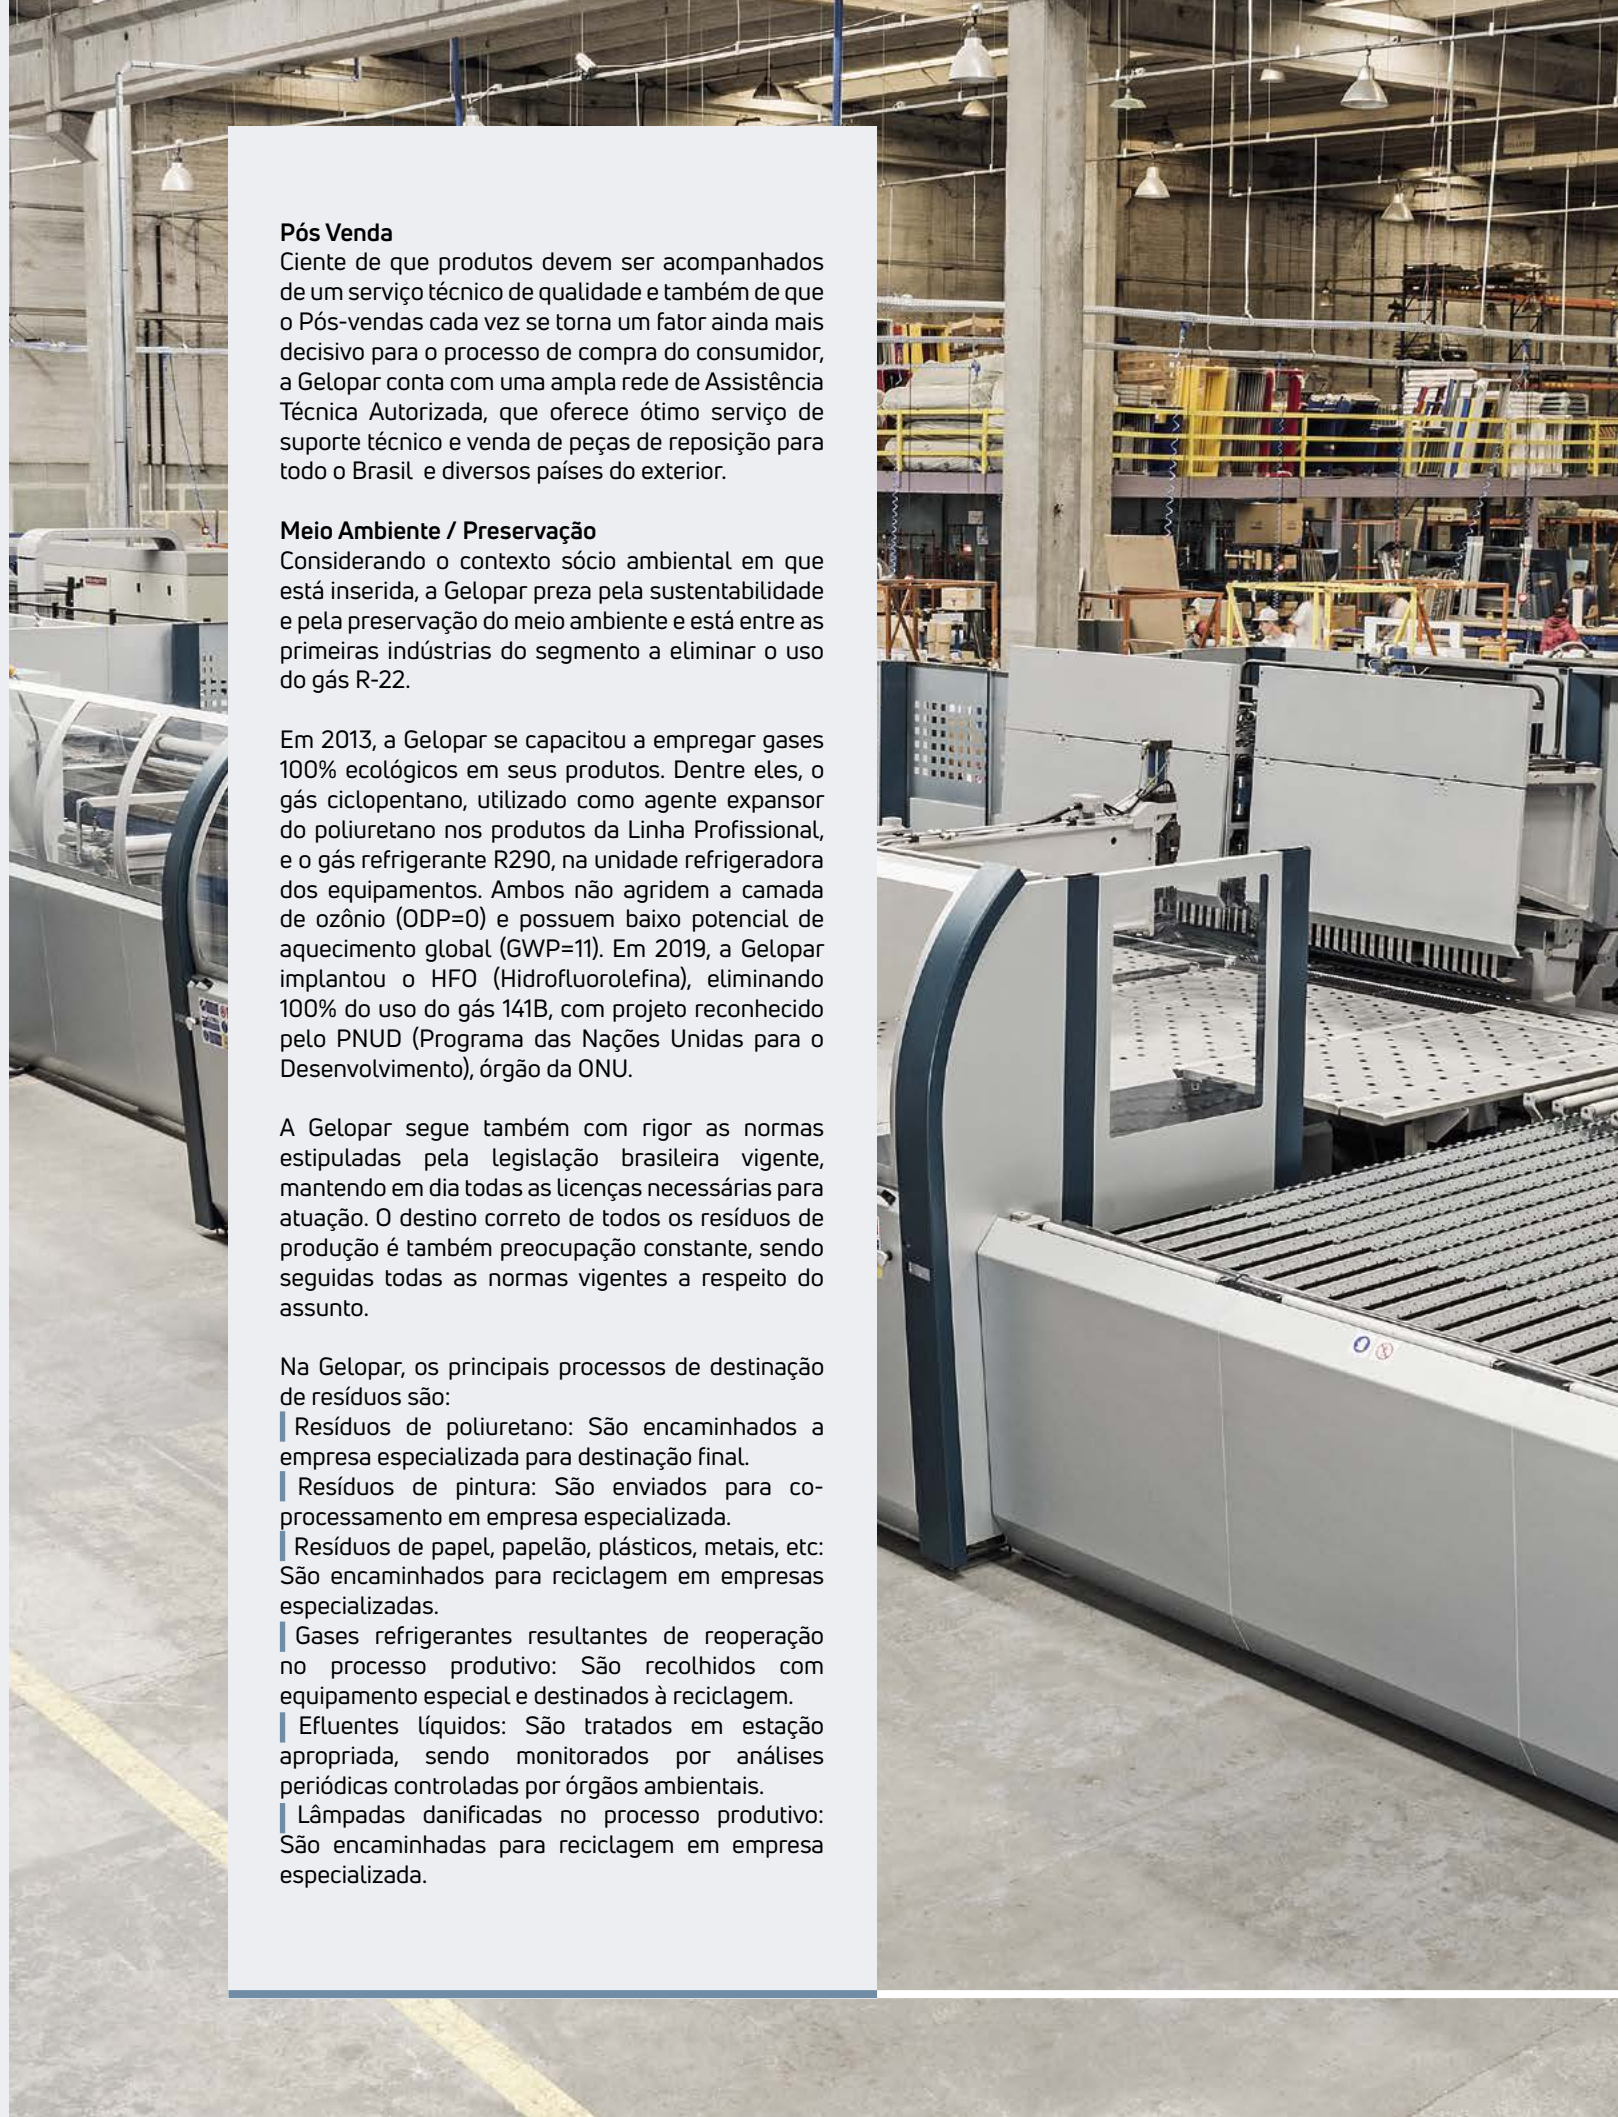 Pós Venda
Ciente de que produtos devem ser acompanhados
de um serviço técnico de qualidade e também de que
o Pós-vendas cada vez se torna um fator ainda mais
decisivo para o processo de compra do consumidor,
a Gelopar conta com uma ampla rede de Assistência
Técnica Autorizada, que oferece ótimo serviço de
suporte técnico e venda de peças de reposição para
todo o Brasil e diversos países do exterior.
Meio Ambiente / Preservação
Considerando o contexto sócio ambiental em que
está inserida, a Gelopar preza pela sustentabilidade
e pela preservação do meio ambiente e está entre as
primeiras indústrias do segmento a eliminar o uso
do gás R-22.
Em 2013, a Gelopar se capacitou a empregar gases
100% ecológicos em seus produtos. Dentre eles, o
gás ciclopentano, utilizado como agente expansor
do poliuretano nos produtos da Linha Profissional,
e o gás refrigerante R290, na unidade refrigeradora
dos equipamentos. Ambos não agridem a camada
de ozônio (ODP=0) e possuem baixo potencial de
aquecimento global (GWP=11). Em 2019, a Gelopar
implantou o HFO (Hidrofluorolefina), eliminando
100% do uso do gás 141B, com projeto reconhecido
pelo PNUD (Programa das Nações Unidas para o
Desenvolvimento), órgão da ONU.
A Gelopar segue também com rigor as normas
estipuladas pela legislação brasileira vigente,
mantendo em dia todas as licenças necessárias para
atuação. O destino correto de todos os resíduos de
produção é também preocupação constante, sendo
seguidas todas as normas vigentes a respeito do
assunto.
Na Gelopar, os principais processos de destinação
de resíduos são:
Resíduos de poliuretano: São encaminhados a
empresa especializada para destinação final.
Resíduos de pintura: São enviados para co-
processamento em empresa especializada.
Resíduos de papel, papelão, plásticos, metais, etc:
São encaminhados para reciclagem em empresas
especializadas.
Gases refrigerantes resultantes de reoperação
no processo produtivo: São recolhidos com
equipamento especial e destinados à reciclagem.
Efluentes líquidos: São tratados em estação
apropriada, sendo monitorados por análises
periódicas controladas por órgãos ambientais.
Lâmpadas danificadas no processo produtivo:
São encaminhadas para reciclagem em empresa
especializada.